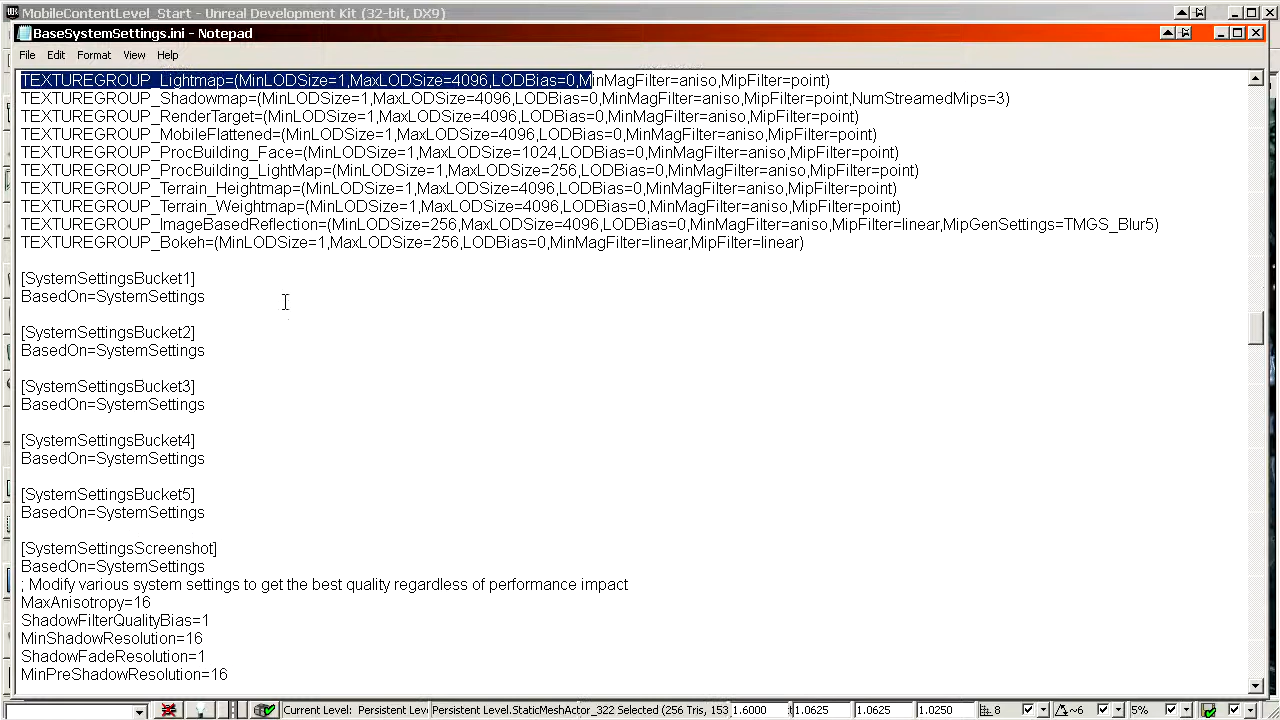 MobileContentLevel_Start - Unreal Development Kit (32-bit, DX9)
BaseSystemSettings.ini - Notepad
File Edit Format View Help
TEXTUREGROUP_Lightmap=(MinLODSize=1,MaxLODSize=4096,LODBias=0,MinMagFilter=aniso,MipFilter=point)
TEXTUREGROUP_Shadowmap=(MinLODSize=1,MaxLODSize=4096,LODBias=0,MinMagFilter=aniso,MipFilter=point,NumStreamedMips=3)
TEXTUREGROUP_RenderTarget=(MinLODSize=1,MaxLODSize=4096,LODBias=0,MinMagFilter=aniso,MipFilter=point)
TEXTUREGROUP_MobileFlattened=(MinLODSize=1,MaxLODSize=4096,LODBias=0,MinMagFilter=aniso,MipFilter=point)
TEXTUREGROUP_ProcBuilding_Face=(MinLODSize=1,MaxLODSize=1024,LODBias=0,MinMagFilter=aniso,MipFilter=point)
TEXTUREGROUP_ProcBuilding_LightMap=(MinLODSize=1,MaxLODSize=256,LODBias=0,MinMagFilter=aniso,MipFilter=point)
TEXTUREGROUP_Terrain_Heightmap=(MinLODSize=1,MaxLODSize=4096,LODBias=0,MinMagFilter=aniso,MipFilter=point)
TEXTUREGROUP_Terrain_Weightmap=(MinLODSize=1,MaxLODSize=4096,LODBias=0,MinMagFilter=aniso,MipFilter=point)
TEXTUREGROUP_ImageBasedReflection=(MinLODSize=256,MaxLODSize=4096,LODBias=0,MinMagFilter=aniso,MipFilter=linear,MipGenSettings=TMGS_Blur5)
TEXTUREGROUP_Bokeh=(MinLODSize=1,MaxLODSize=256,LODBias=0,MinMagFilter=linear,MipFilter=linear)
[SystemSettingsBucket1]
BasedOn=SystemSettings
[SystemSettingsBucket2]
BasedOn=SystemSettings
[SystemSettingsBucket3]
BasedOn=SystemSettings
[SystemSettingsBucket4]
BasedOn=SystemSettings
[SystemSettingsBucket5]
BasedOn=SystemSettings
[SystemSettingsScreenshot]
BasedOn=SystemSettings
; Modify various system settings to get the best quality regardless of performance impact
MaxAnisotropy=16
ShadowFilterQualityBias=1
MinShadowResolution=16
ShadowFadeResolution=1
MinPreShadowResolution=16
Current Level: Persistent Level Persistent Level.StaticMeshActor_322 Selected (256 Tris, 153 1.6000 1.0625 1.0625 1.0250 8 ~6 5%